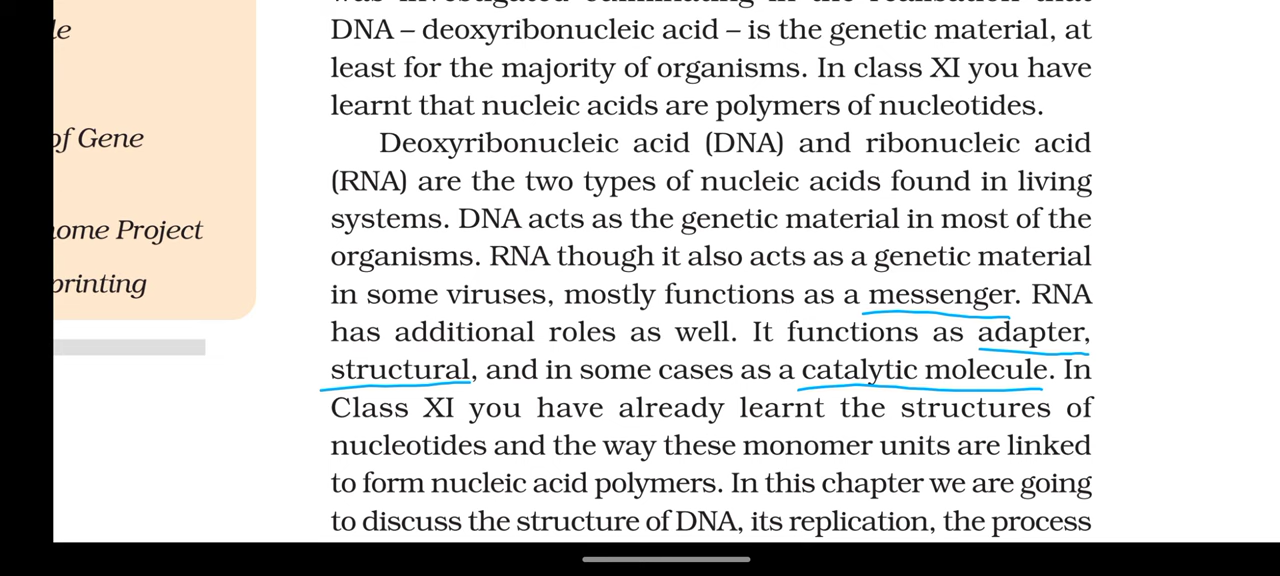 le
of Gene
ome Project
printing
DNA – deoxyribonucleic acid – is the genetic material, at
least for the majority of organisms. In class XI you have
learnt that nucleic acids are polymers of nucleotides.
Deoxyribonucleic acid (DNA) and ribonucleic acid
(RNA) are the two types of nucleic acids found in living
systems. DNA acts as the genetic material in most of the
organisms. RNA though it also acts as a genetic material
in some viruses, mostly functions as a messenger. RNA
has additional roles as well. It functions as adapter,
structural, and in some cases as a catalytic molecule. In
Class XI you have already learnt the structures of
nucleotides and the way these monomer units are linked
to form nucleic acid polymers. In this chapter we are going
to discuss the structure of DNA, its replication, the process